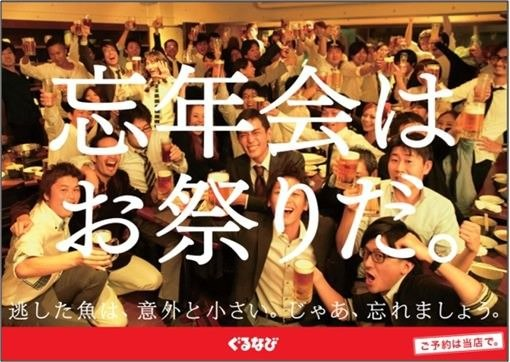 忘年会は
お祭りだ。
逃した魚は、意外と小さい。じゃあ、忘れましょう。
ぐるなび
ご予約は当店で。